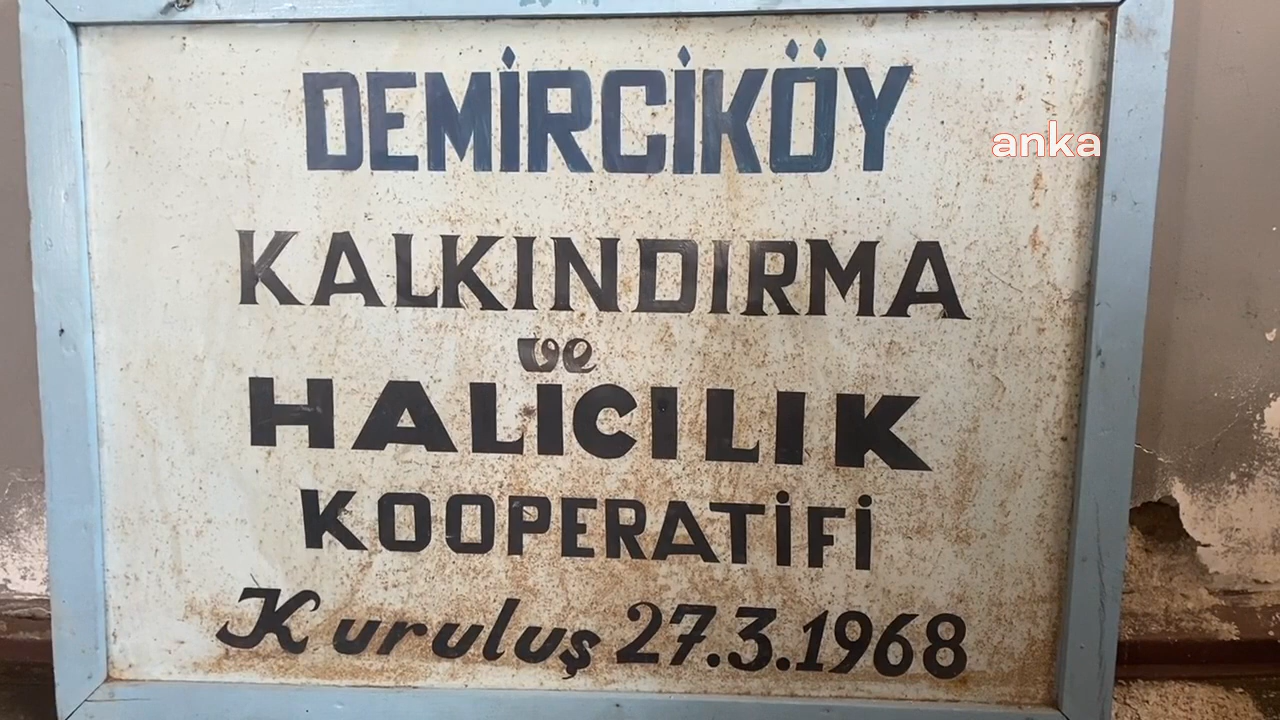 DEMİRCİKÖY
anka
KALKINDIRMA
ve
HALICILIK
KOOPERATİFİ
Kuruluş 27.3.1968